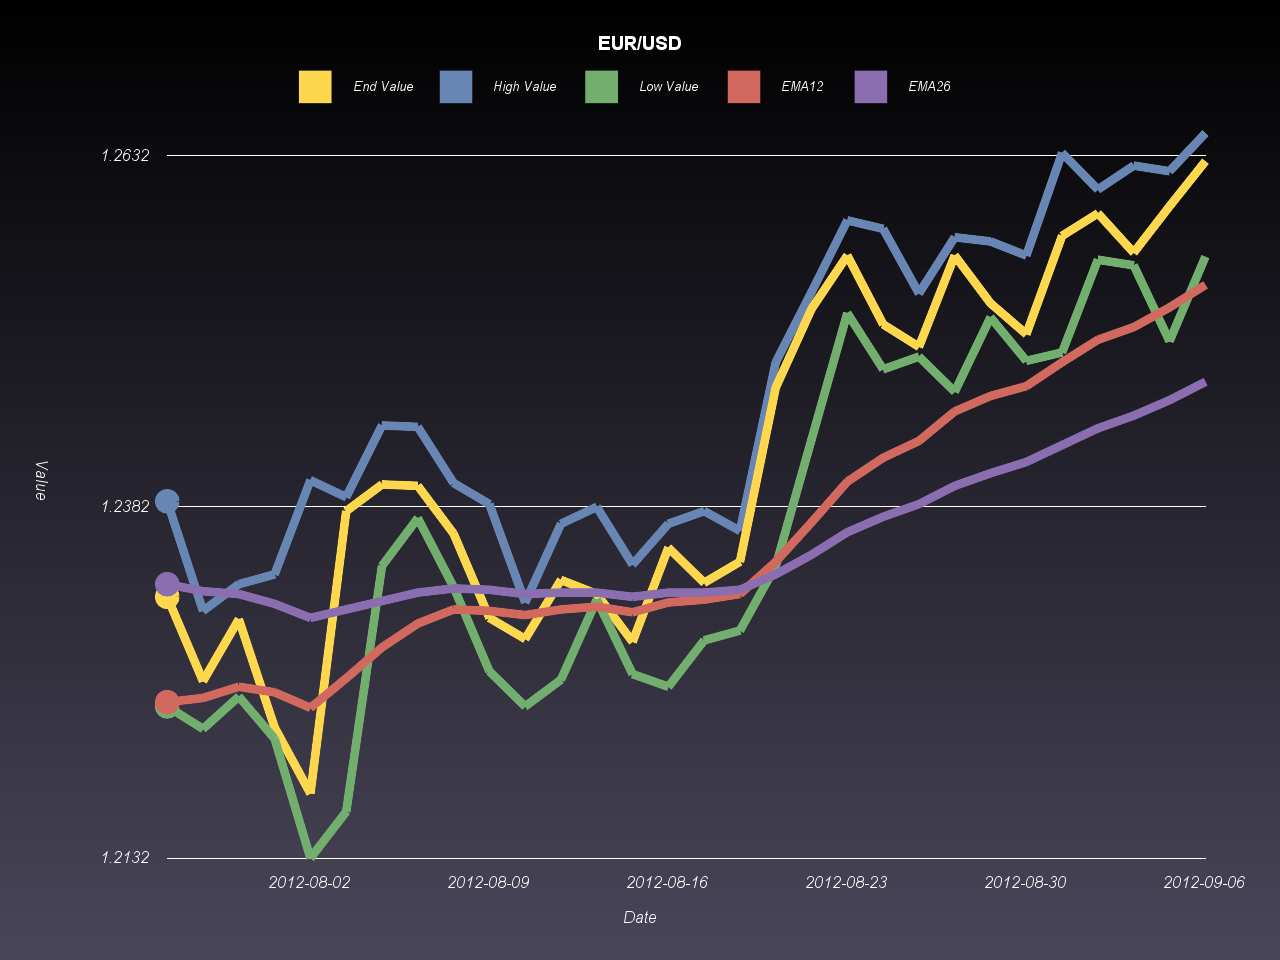 EUR/USD
End Value High Value Low Value EMA12 EMA26
1.2632
Value
1.2382
1.2132
2012-08-02 2012-08-09 2012-08-16 2012-08-23 2012-08-30 2012-09-06
Date